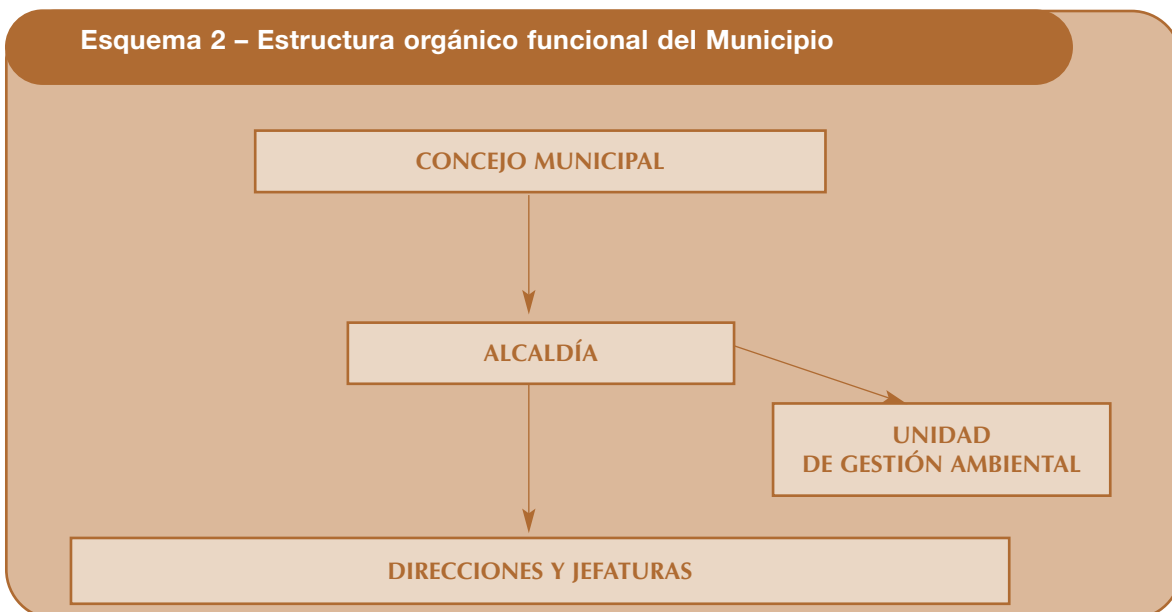 Esquema 2 – Estructura orgánico funcional del Municipio
CONCEJO MUNICIPAL
ALCALDÍA
UNIDAD
DE GESTIÓN AMBIENTAL
DIRECCIONES Y JEFATURAS